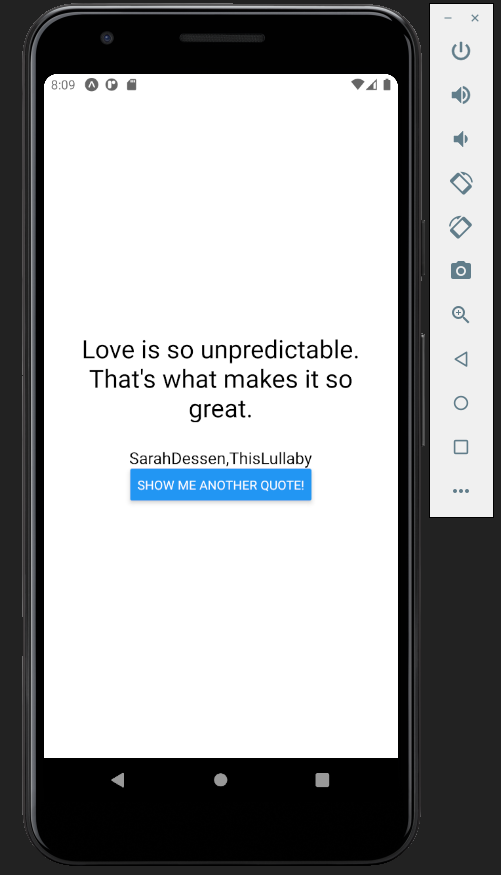 8:09
Love is so unpredictable.
That's what makes it so
great.
SarahDessen,ThisLullaby
SHOW ME ANOTHER QUOTE!